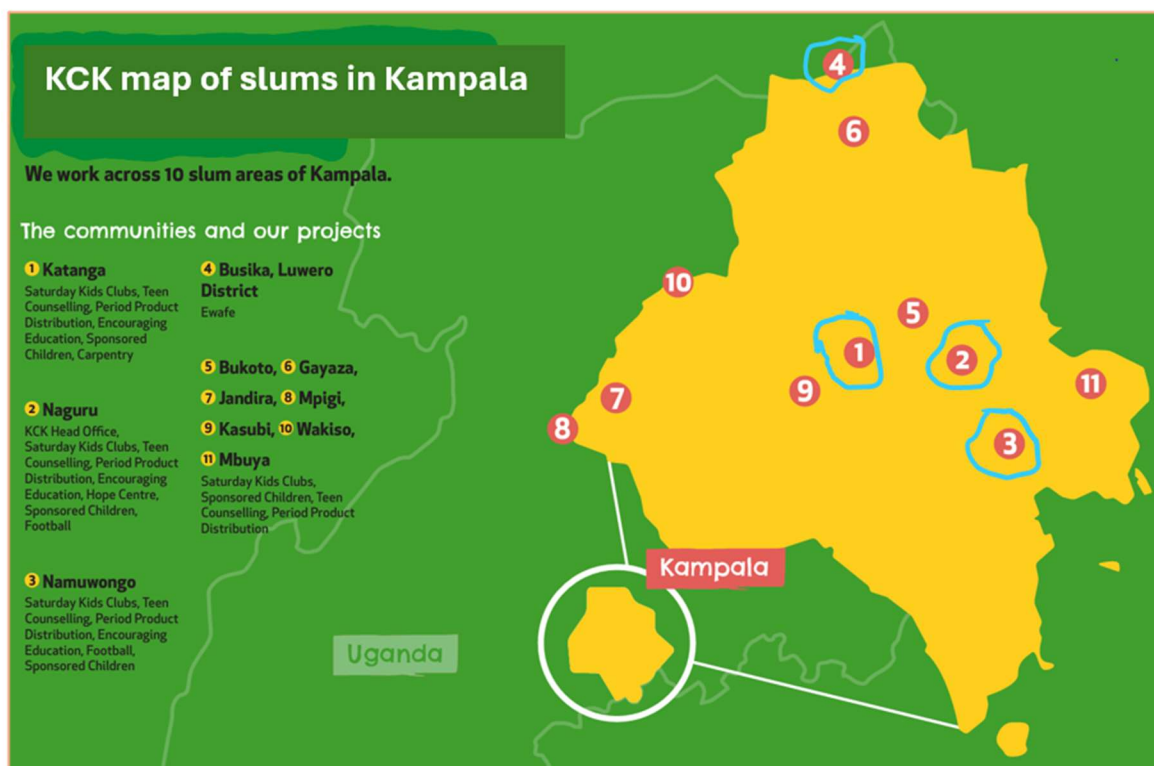 KCK map of slums in Kampala
We work across 10 slum areas of Kampala.
The communities and our projects
1 Katanga
Saturday Kids Clubs, Teen
Counselling, Period Product
Distribution, Encouraging
Education, Sponsored
Children, Carpentry
2 Naguru
KCK Head Office,
Saturday Kids Clubs, Teen
Counselling, Period Product
Distribution, Encouraging
Education, Hope Centre,
Sponsored Children,
Football
3 Namuwongo
Saturday Kids Clubs, Teen
Counselling, Period Product
Distribution, Encouraging
Education, Football,
Sponsored Children
4 Busika, Luwero
District
Ewafe
5 Bukoto, 6 Gayaza,
7 Jandira, 8 Mpigi,
9 Kasubi, 10 Wakiso,
11 Mbuya
Saturday Kids Clubs,
Sponsored Children, Teen
Counselling, Period Product
Distribution
4
6
10
5
1
2
11
9
7
8
3
Kampala
Uganda